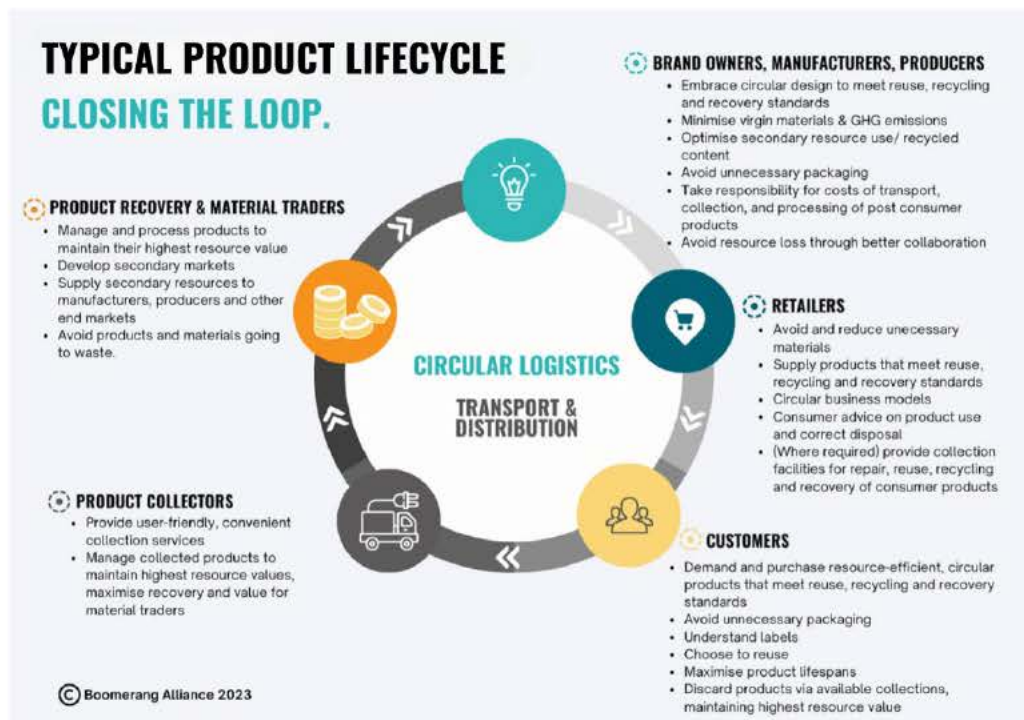 TYPICAL PRODUCT LIFECYCLE
CLOSING THE LOOP.
BRAND OWNERS, MANUFACTURERS, PRODUCERS
• Embrace circular design to meet reuse, recycling
and recovery standards
• Minimise virgin materials & GHG emissions
• Optimise secondary resource use/ recycled
content
• Avoid unnecessary packaging
• Take responsibility for costs of transport,
collection, and processing of post consumer
products
• Avoid resource loss through better collaboration
RETAILERS
• Avoid and reduce unecessary
materials
• Supply products that meet reuse,
recycling and recovery standards
• Circular business models
• Consumer advice on product use
and correct disposal
• (Where required) provide collection
facilities for repair, reuse, recycling
and recovery of consumer products
CUSTOMERS
• Demand and purchase resource-efficient, circular
products that meet reuse, recycling and recovery
standards
• Avoid unnecessary packaging
• Understand labels
• Choose to reuse
• Maximise product lifespans
• Discard products via available collections,
maintaining highest resource value
PRODUCT COLLECTORS
• Provide user-friendly, convenient
collection services
• Manage collected products to
maintain highest resource values,
maximise recovery and value for
material traders
PRODUCT RECOVERY & MATERIAL TRADERS
• Manage and process products to
maintain their highest resource value
• Develop secondary markets
• Supply secondary resources to
manufacturers, producers and other
end markets
• Avoid products and materials going
to waste.
CIRCULAR LOGISTICS
TRANSPORT &
DISTRIBUTION
© Boomerang Alliance 2023